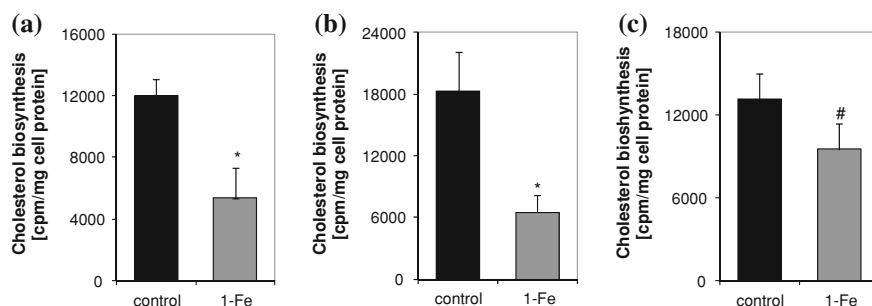 (a)
Cholesterol biosynthesis
[cpm/mg cell protein]
16000
12000
8000
4000
0
*
control
1-Fe
(b)
Cholesterol biosynthesis
[cpm/mg cell protein]
24000
18000
12000
6000
0
*
control
1-Fe
(c)
Cholesterol bioshynthesis
[cpm/mg cell protein]
18000
12000
6000
0
#
control
1-Fe